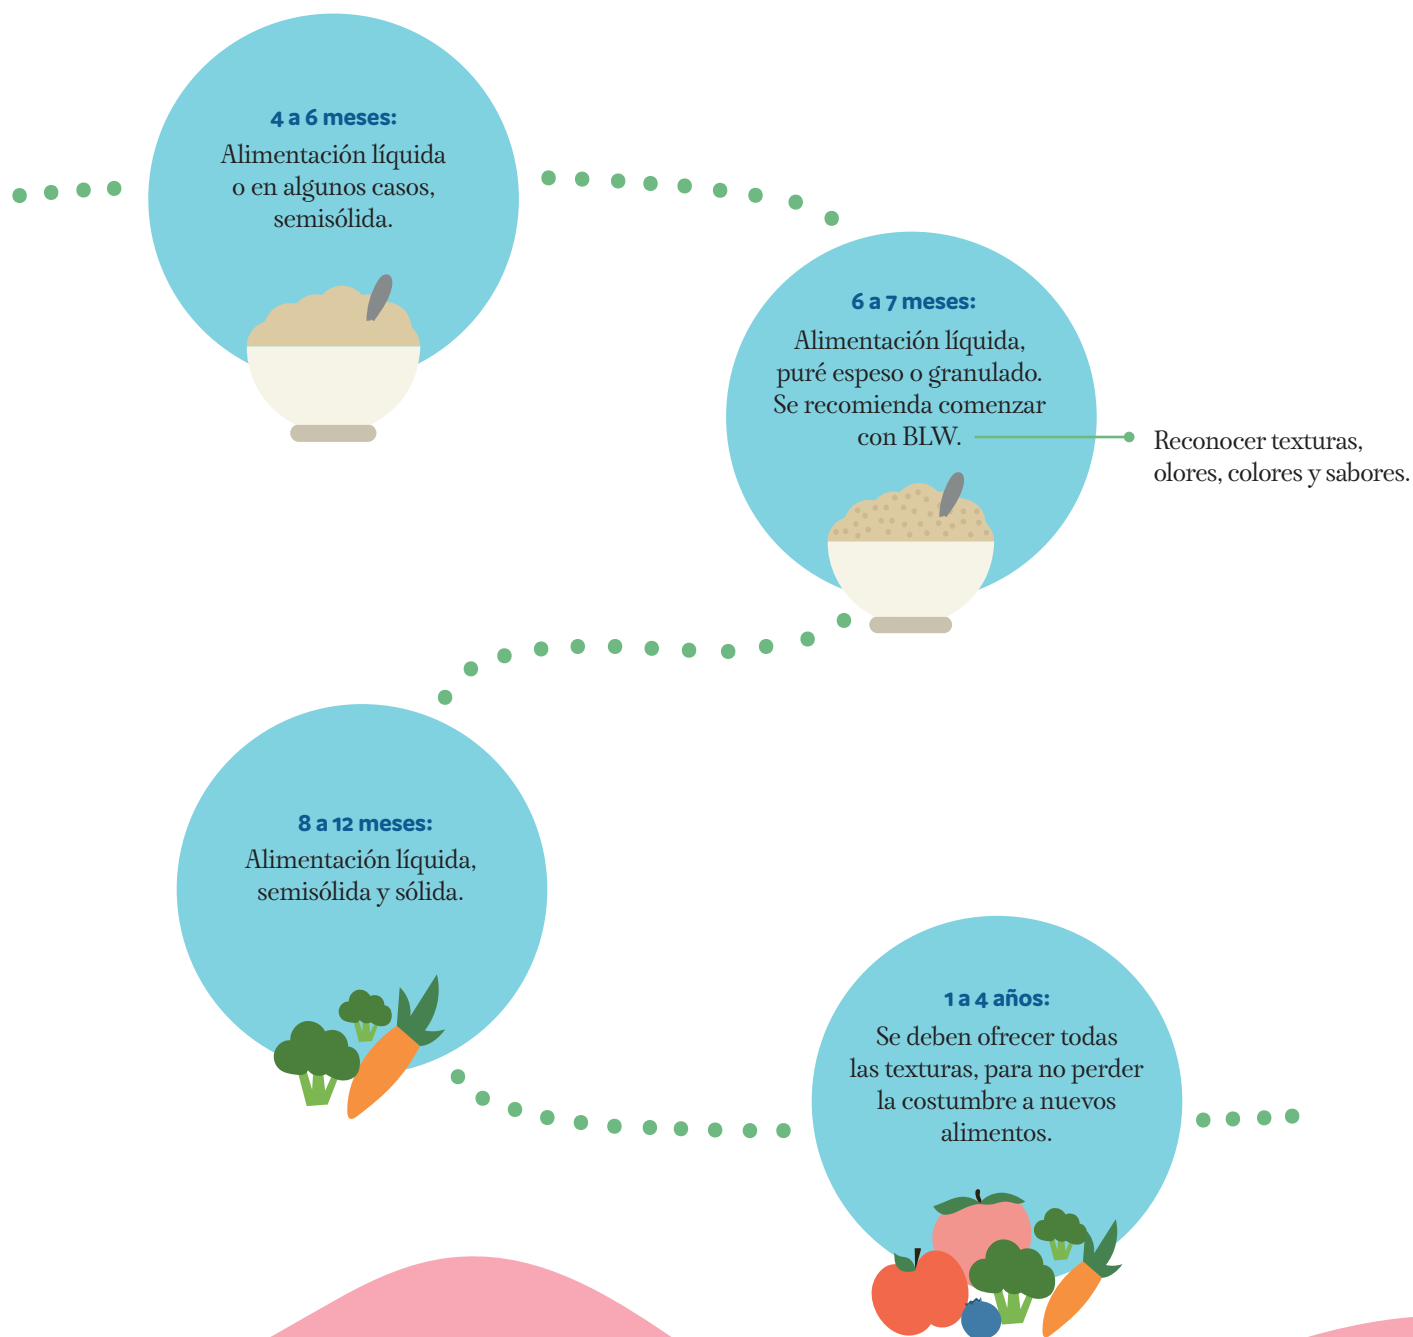 4 a 6 meses:
Alimentación líquida
o en algunos casos,
semisólida.
6 a 7 meses:
Alimentación líquida,
puré espeso o granulado.
Se recomienda comenzar
con BLW.
Reconocer texturas,
olores, colores y sabores.
8 a 12 meses:
Alimentación líquida,
semisólida y sólida.
1 a 4 años:
Se deben ofrecer todas
las texturas, para no perder
la costumbre a nuevos
alimentos.